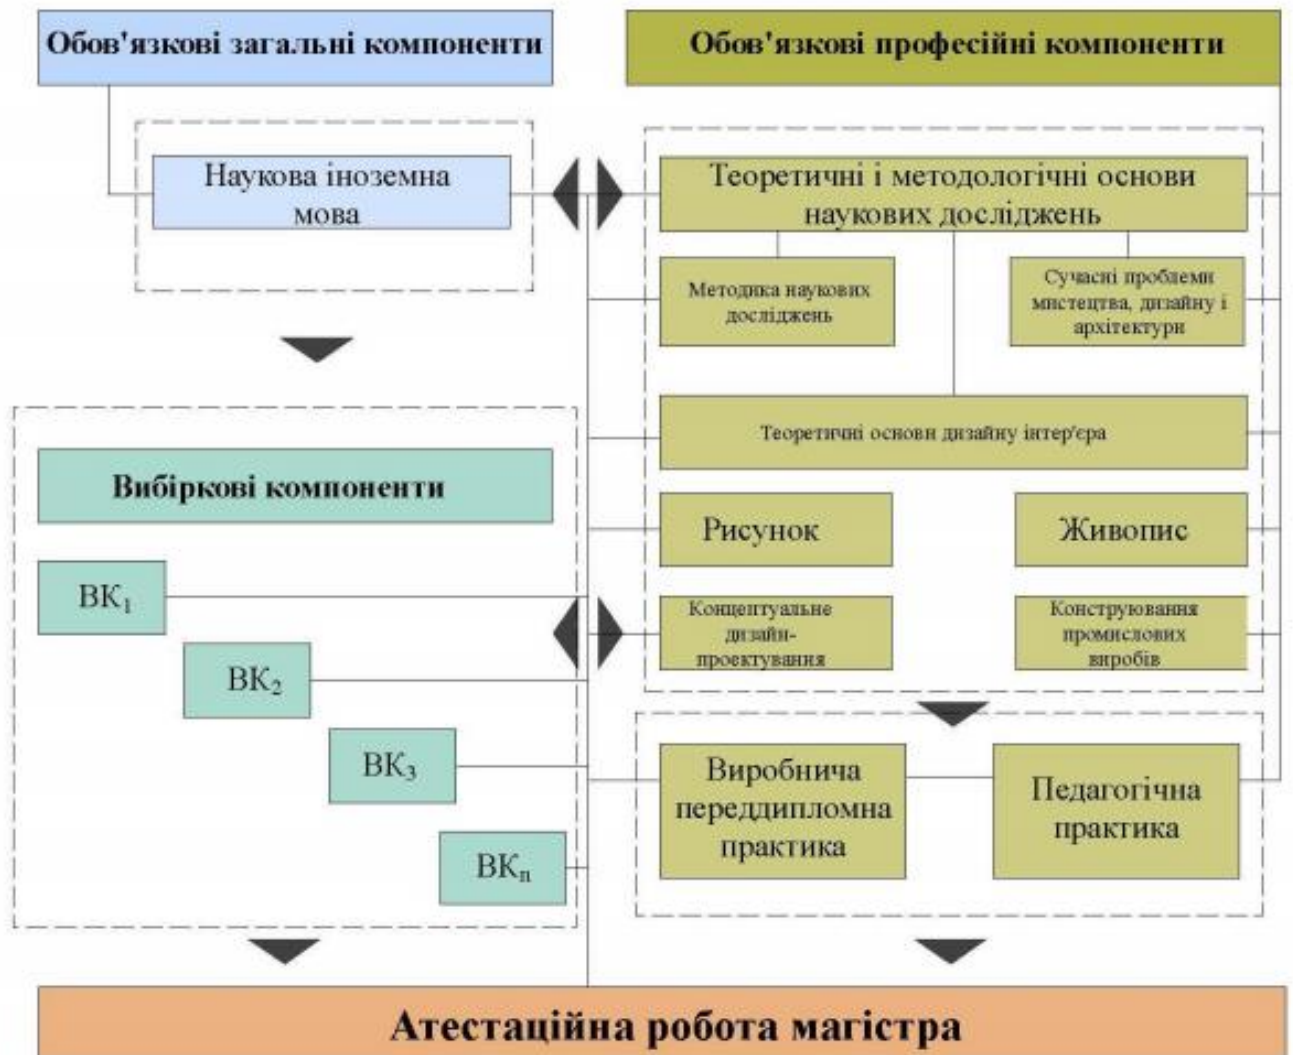 Обов'язкові загальні компоненти
Обов'язкові професійні компоненти
Наукова іноземна
мова
Теоретичні і методологічні основи
наукових досліджень
Методика наукових
досліджень
Сучасні проблеми
мистецтва, дизайну і
архітектури
Теоретичні основи дизайну інтер'єра
Вибіркові компоненти
Рисунок
Живопис
ВК₁
Концептуальне
дизайн-
проектування
Конструювання
промислових
виробів
ВК₂
ВК₃
Виробнича
переддипломна
практика
Педагогічна
практика
ВКₙ
Атестаційна робота магістра